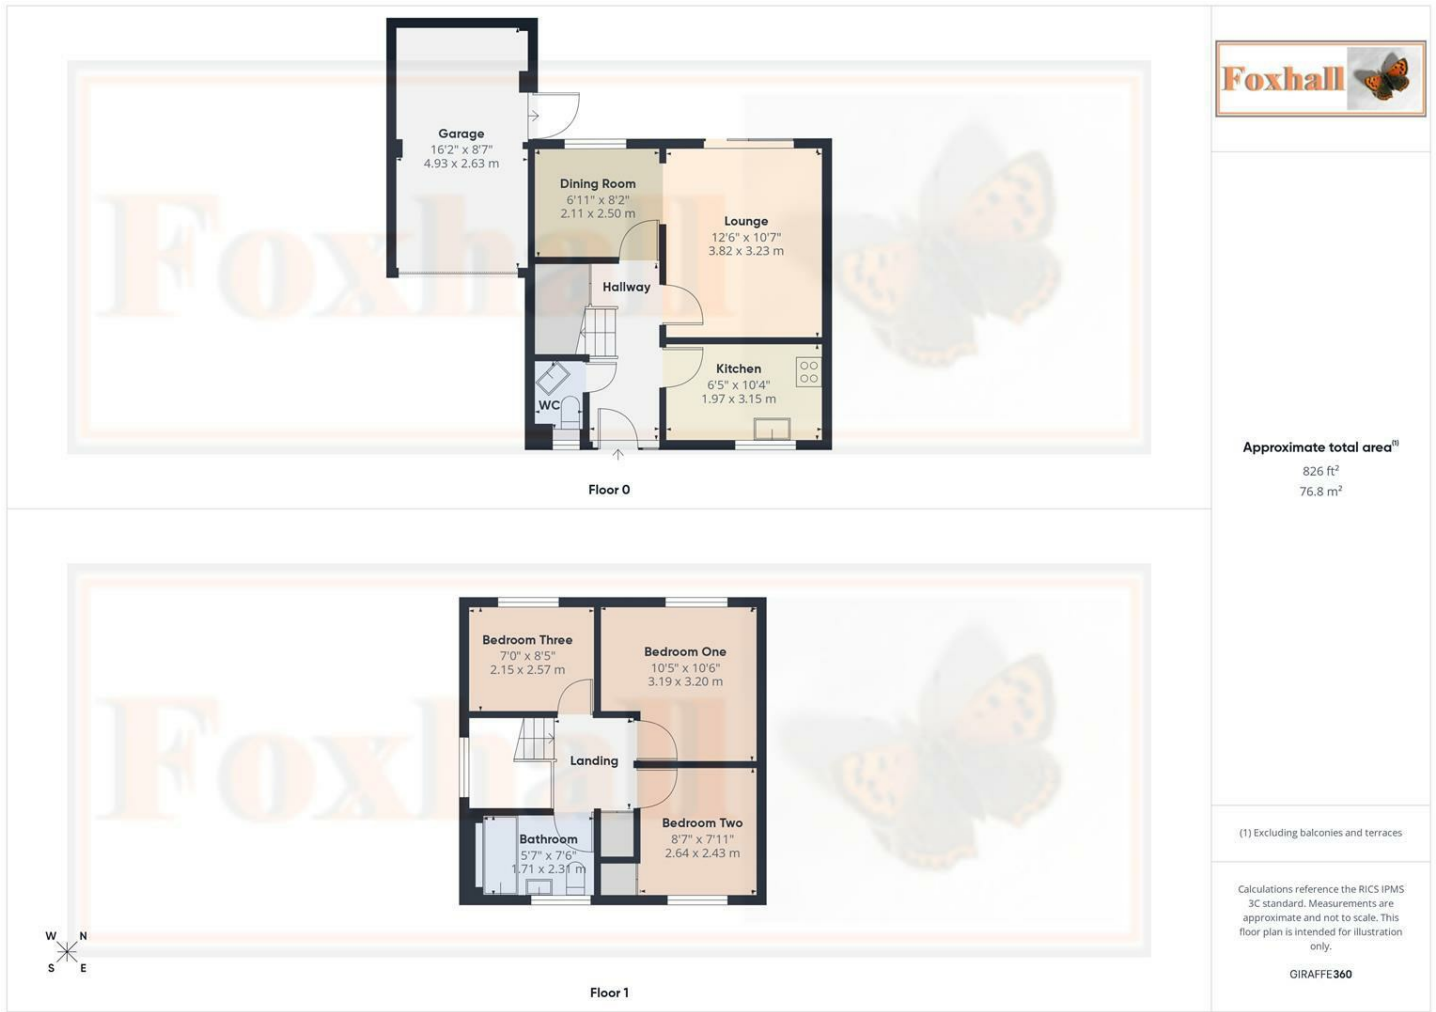 Garage
16'2" x 8'7"
4.93 x 2.63 m
Dining Room
6'11" x 8'2"
2.11 x 2.50 m
Lounge
12'6" x 10'7"
3.82 x 3.23 m
Hallway
Kitchen
6'5" x 10'4"
1.97 x 3.15 m
WC
Floor 0
Foxhall
Bedroom Three
7'0" x 8'5"
2.15 x 2.57 m
Bedroom One
10'5" x 10'6"
3.19 x 3.20 m
Landing
Bedroom Two
8'7" x 7'11"
2.64 x 2.43 m
Bathroom
5'7" x 7'6"
1.71 x 2.31 m
Foxhall
W N
S E
Floor 1
Foxhall
Approximate total area(1)
826 ft²
76.8 m²
(1) Excluding balconies and terraces
Calculations reference the RICS IPMS
3C standard. Measurements are
approximate and not to scale. This
floor plan is intended for illustration
only.
GIRAFFE360